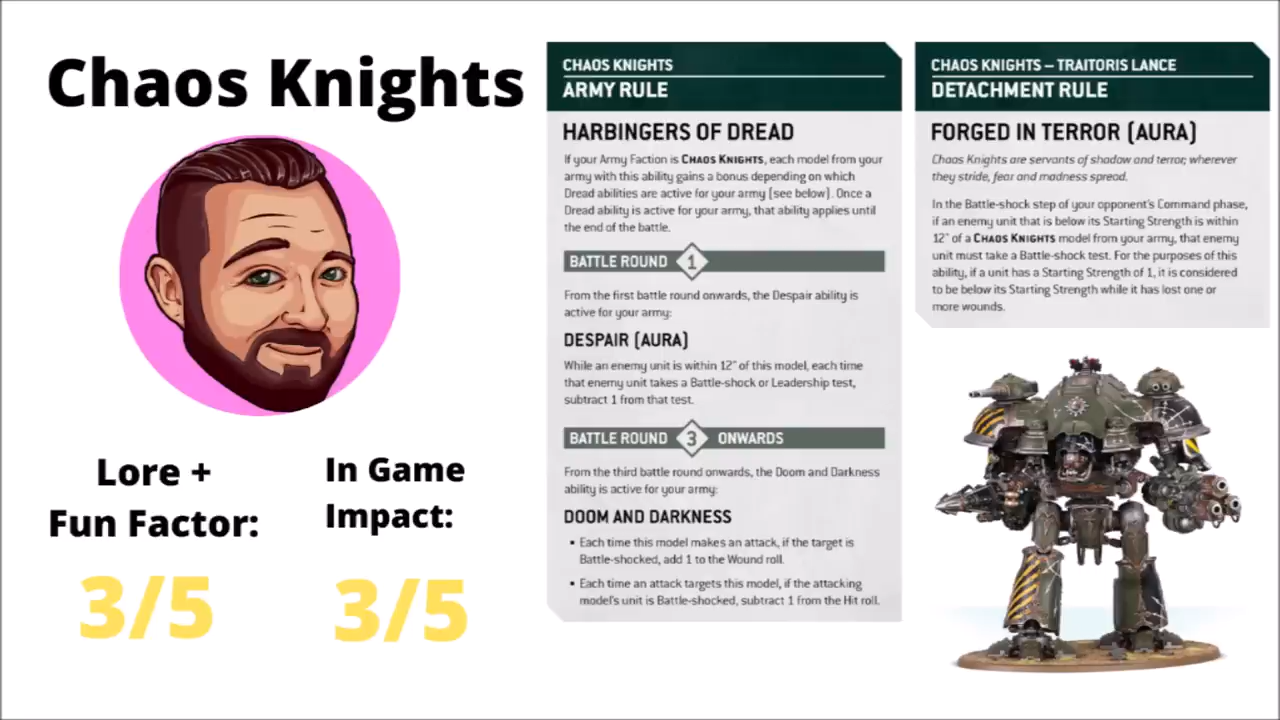 Chaos Knights
Lore +
Fun Factor:
3/5
In Game
Impact:
3/5
CHAOS KNIGHTS
ARMY RULE
HARBINGERS OF DREAD
If your Army Faction is CHAOS KNIGHTS, each model from your
army with this ability gains a bonus depending on which
Dread abilities are active for your army (see below). Once a
Dread ability is active for your army, that ability applies until
the end of the battle.
BATTLE ROUND 1
From the first battle round onwards, the Despair ability is
active for your army:
DESPAIR (AURA)
While an enemy unit is within 12" of this model, each time
that enemy unit takes a Battle-shock or Leadership test,
subtract 1 from that test.
BATTLE ROUND 3 ONWARDS
From the third battle round onwards, the Doom and Darkness
ability is active for your army:
DOOM AND DARKNESS
• Each time this model makes an attack, if the target is
Battle-shocked, add 1 to the Wound roll.
• Each time an attack targets this model, if the attacking
model's unit is Battle-shocked, subtract 1 from the Hit roll.
CHAOS KNIGHTS – TRAITORIS LANCE
DETACHMENT RULE
FORGED IN TERROR (AURA)
Chaos Knights are servants of shadow and terror; wherever
they stride, fear and madness spread.
In the Battle-shock step of your opponent's Command phase,
if an enemy unit that is below its Starting Strength is within
12" of a CHAOS KNIGHTS model from your army, that enemy
unit must take a Battle-shock test. For the purposes of this
ability, if a unit has a Starting Strength of 1, it is considered
to be below its Starting Strength while it has lost one or
more wounds.